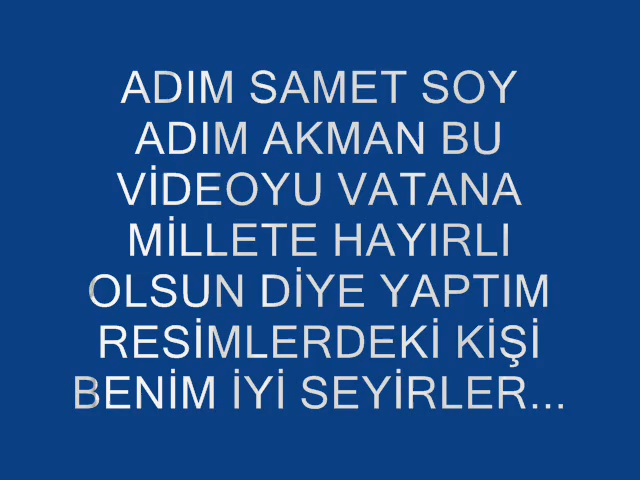 ADIM SAMET SOY
ADIM AKMAN BU
VİDEOYU VATANA
MİLLETE HAYIRLI
OLSUN DİYE YAPTIM
RESİMLERDEKİ KİŞİ
BENİM İYİ SEYİRLER...